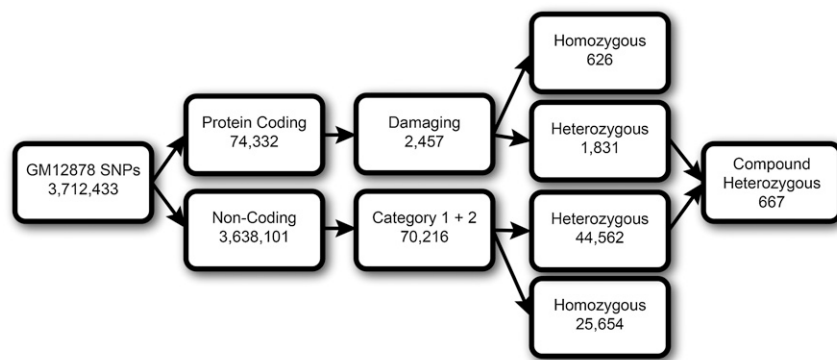 GM12878 SNPs
3,712,433
Protein Coding
74,332
Non-Coding
3,638,101
Damaging
2,457
Category 1 + 2
70,216
Homozygous
626
Heterozygous
1,831
Heterozygous
44,562
Homozygous
25,654
Compound
Heterozygous
667